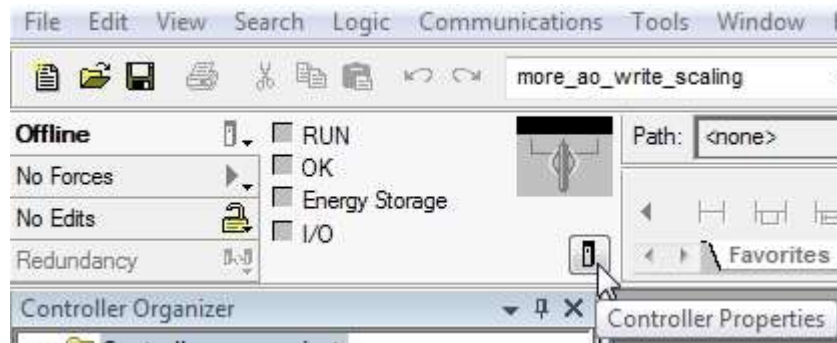 File Edit View Search Logic Communications Tools Window
more_ao_write_scaling
Offline
RUN
Path: <none>
No Forces
OK
Energy Storage
No Edits
I/O
Redundancy
Favorites
Controller Organizer
Controller Properties